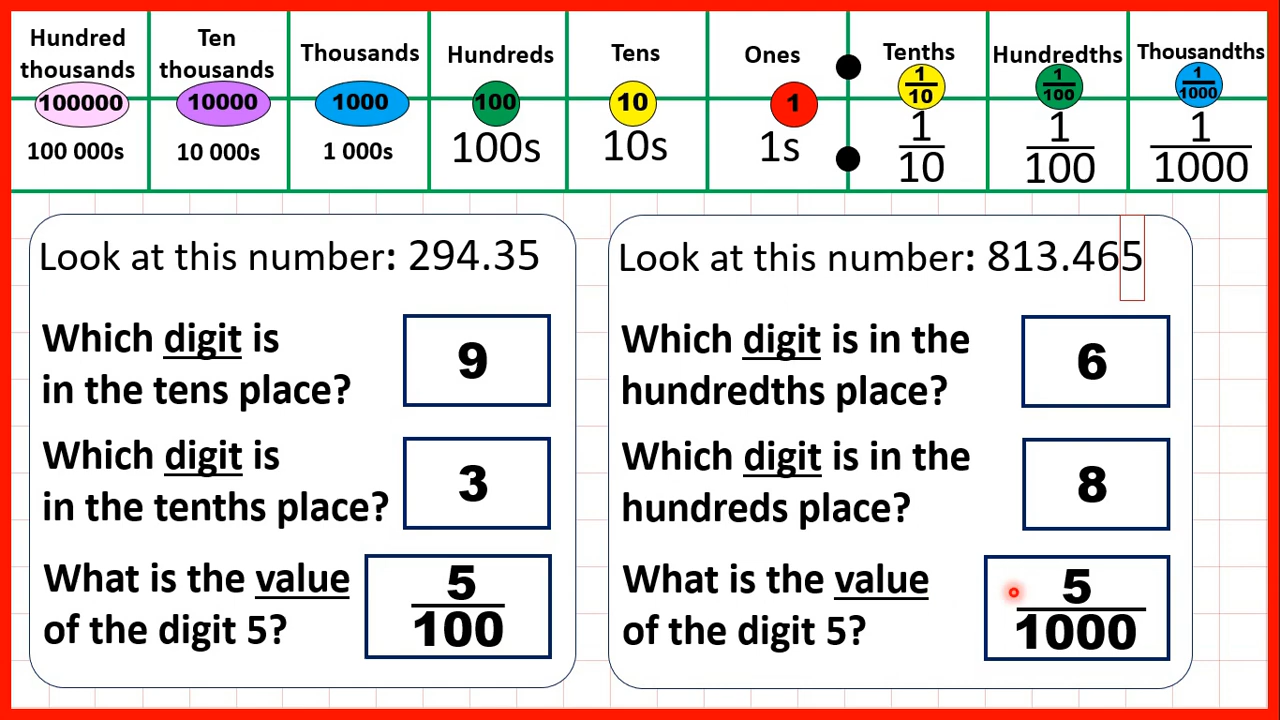 Hundred thousands
Ten thousands
Thousands
Hundreds
Tens
Ones
Tenths
Hundredths
Thousandths
100000
10000
1000
100
10
1
1/10
1/100
1/1000
100 000s
10 000s
1 000s
100s
10s
1s
1/10
1/100
1/1000
Look at this number: 294.35
Which digit is
in the tens place?
9
Which digit is
in the tenths place?
3
What is the value
of the digit 5?
5/100
Look at this number: 813.465
Which digit is in the
hundredths place?
6
Which digit is in the
hundreds place?
8
What is the value
of the digit 5?
5/1000